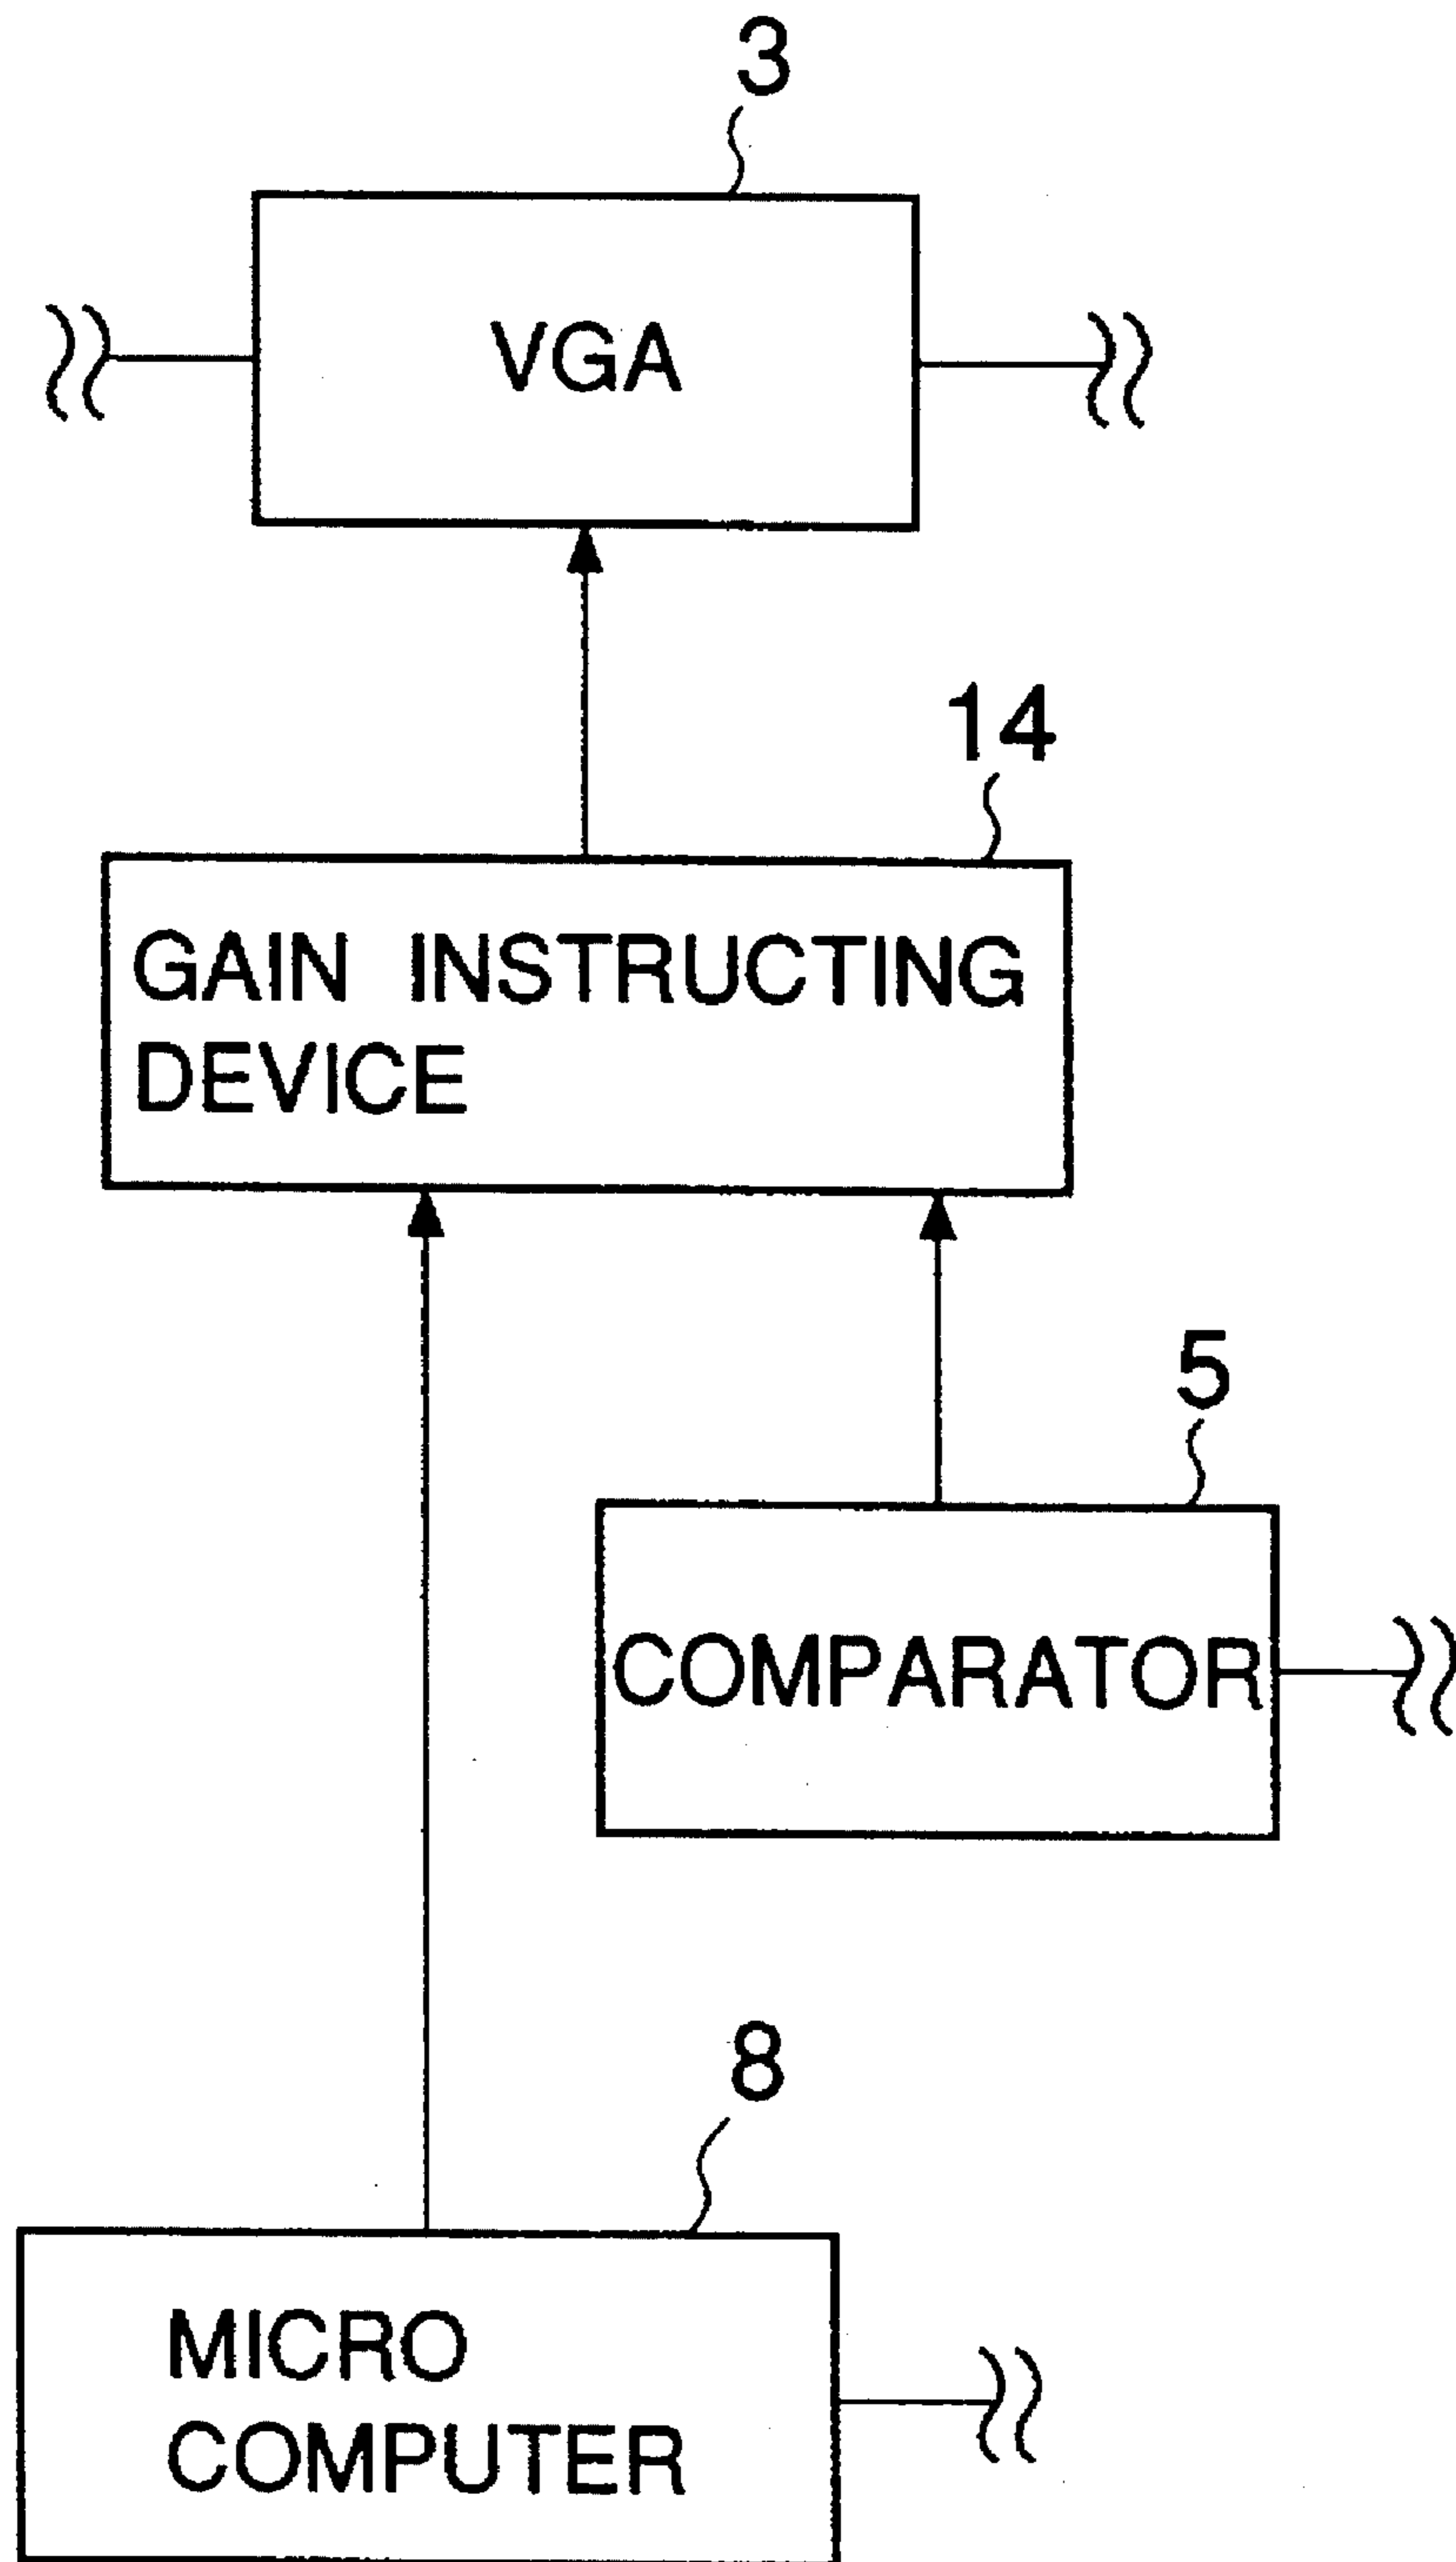 3
VGA
14
GAIN INSTRUCTING
DEVICE
5
COMPARATOR
8
MICRO
COMPUTER